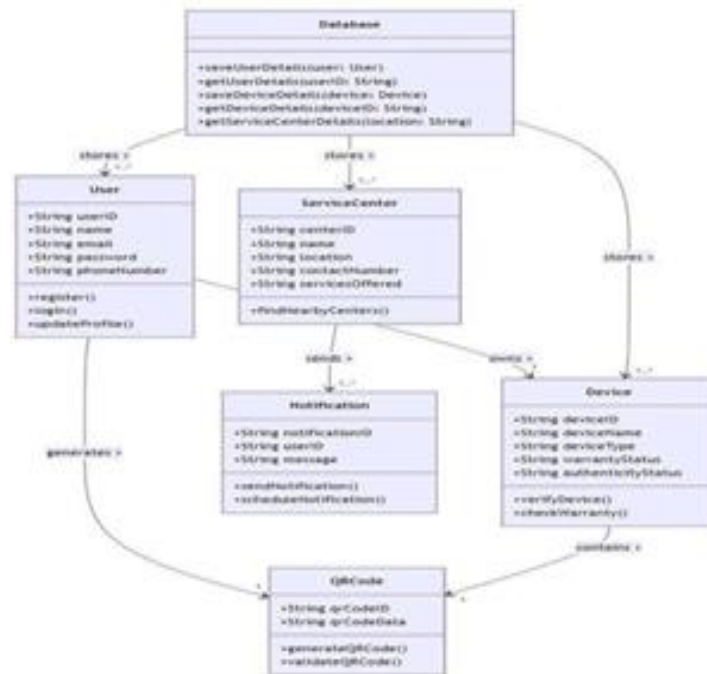 Database
+saveUserDetails(user: User)
+getUserDetails(userID: String)
+saveDeviceDetails(device: Device)
+getDeviceDetails(deviceID: String)
+getServiceCenterDetails(location: String)
stores >
stores >
User
+String userID
+String name
+String email
+String password
+String phoneNumber
+register()
+login()
+updateProfile()
ServiceCenter
+String centerID
+String name
+String location
+String contactNumber
+String servicesOffered
+findNearbyCenters()
stores >
sends >
owns >
Notification
+String notificationID
+String userID
+String message
+sendNotification()
+scheduleNotification()
Device
+String deviceID
+String deviceName
+String deviceType
+String warrantyStatus
+String authenticityStatus
+verifyDevice()
+checkWarranty()
generates >
contains >
QRCode
+String qrCodeID
+String qrCodeData
+generateQRCode()
+validateQRCode()